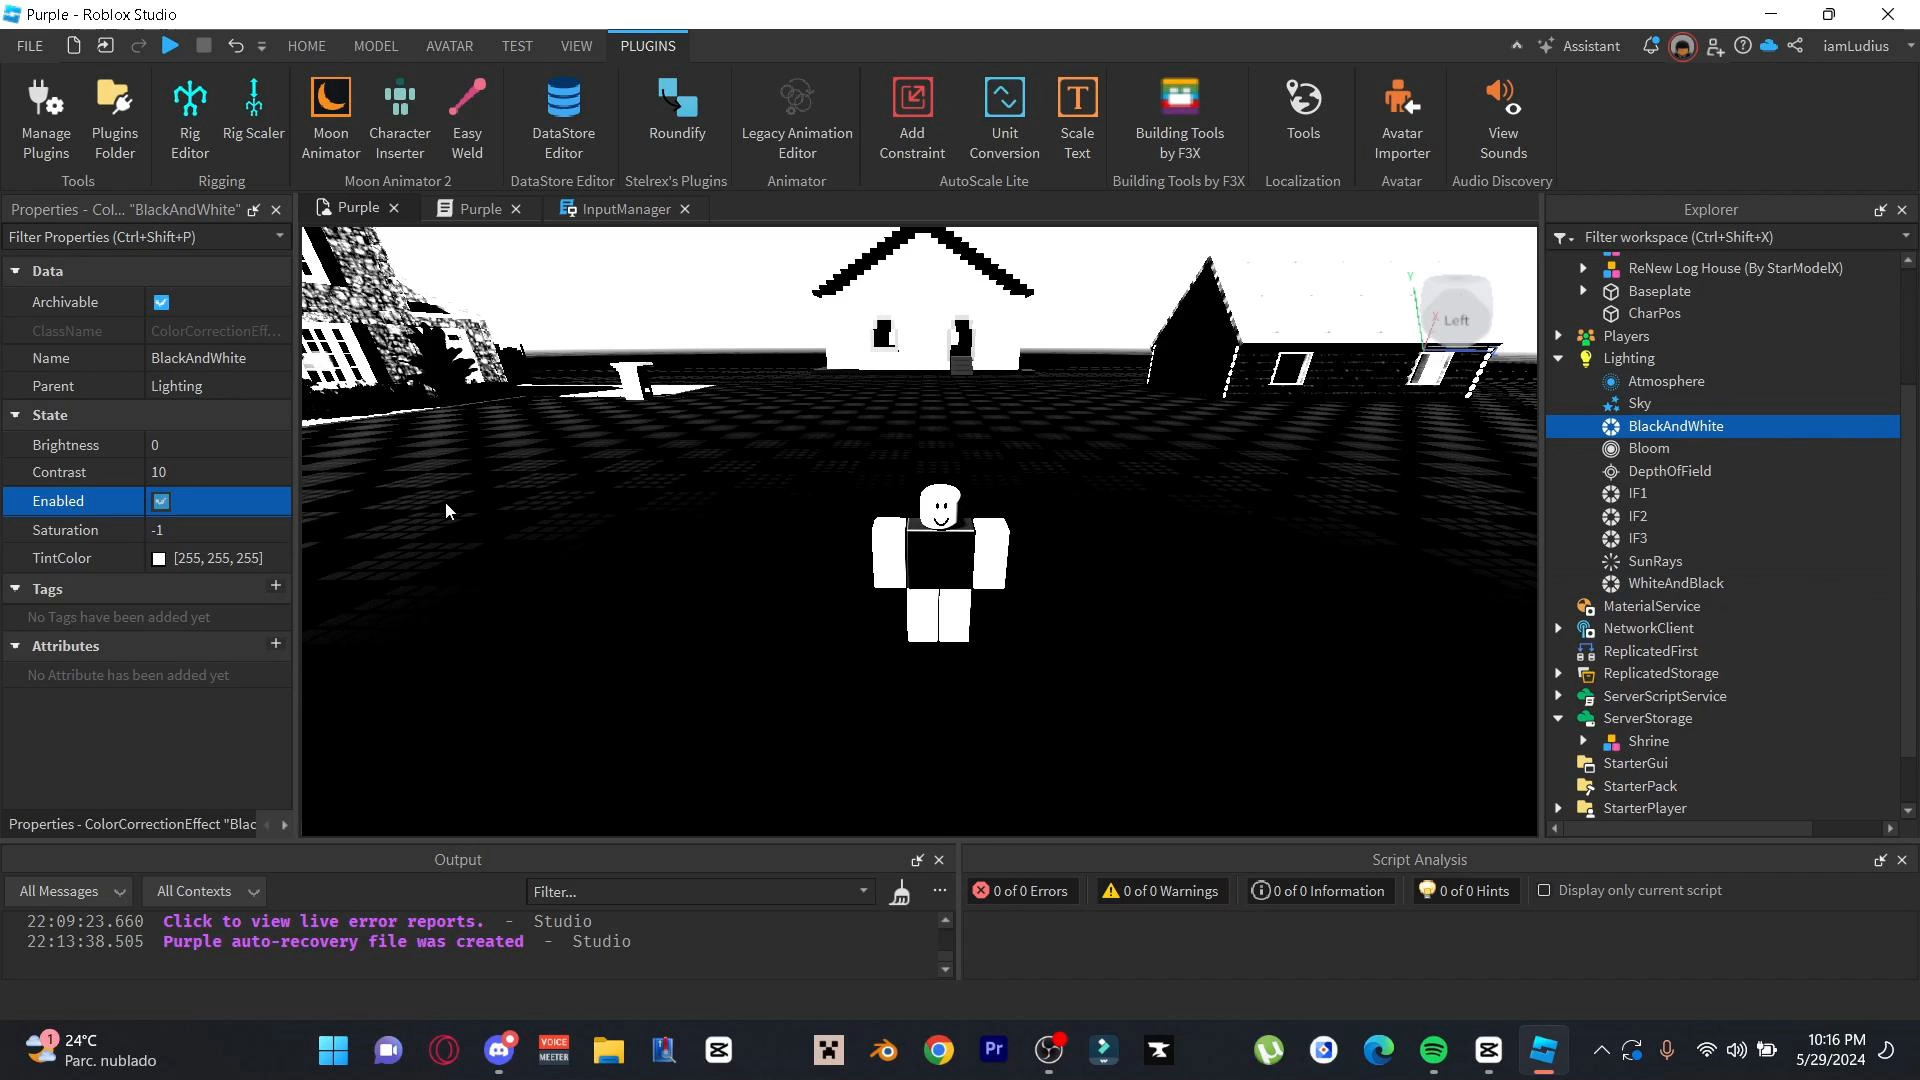 Purple - Roblox Studio
FILE HOME MODEL AVATAR TEST VIEW PLUGINS Assistant iamLudius
Manage Plugins
Plugins Folder
Tools
Rig Editor
Rig Scaler
Rigging
Moon Animator
Character Inserter
Easy Weld
Moon Animator 2
DataStore Editor
DataStore Editor
Roundify
Stelrex's Plugins
Legacy Animation Editor
Animator
Add Constraint
Unit Conversion
T
Scale Text
AutoScale Lite
Building Tools by F3X
Building Tools by F3X
Tools
Localization
Avatar Importer
Avatar
View Sounds
Audio Discovery
Properties - Col... "BlackAndWhite"
Filter Properties (Ctrl+Shift+P)
Data
Archivable
ClassName ColorCorrectionEff...
Name BlackAndWhite
Parent Lighting
State
Brightness 0
Contrast 10
Enabled
Saturation -1
TintColor [255, 255, 255]
Tags +
No Tags have been added yet
Attributes +
No Attribute has been added yet
Properties - ColorCorrectionEffect "Blac
Purple
Purple
InputManager
Y
X
Left
Explorer
Filter workspace (Ctrl+Shift+X)
ReNew Log House (By StarModelX)
Baseplate
CharPos
Players
Lighting
Atmosphere
Sky
BlackAndWhite
Bloom
DepthOfField
IF1
IF2
IF3
SunRays
WhiteAndBlack
MaterialService
NetworkClient
ReplicatedFirst
ReplicatedStorage
ServerScriptService
ServerStorage
Shrine
StarterGui
StarterPack
StarterPlayer
Output
All Messages All Contexts Filter...
22:09:23.660 Click to view live error reports. - Studio
22:13:38.505 Purple auto-recovery file was created - Studio
Script Analysis
0 of 0 Errors 0 of 0 Warnings 0 of 0 Information 0 of 0 Hints Display only current script
1
24°C
Parc. nublado
VOICE
MEETER
Pr
10:16 PM
5/29/2024